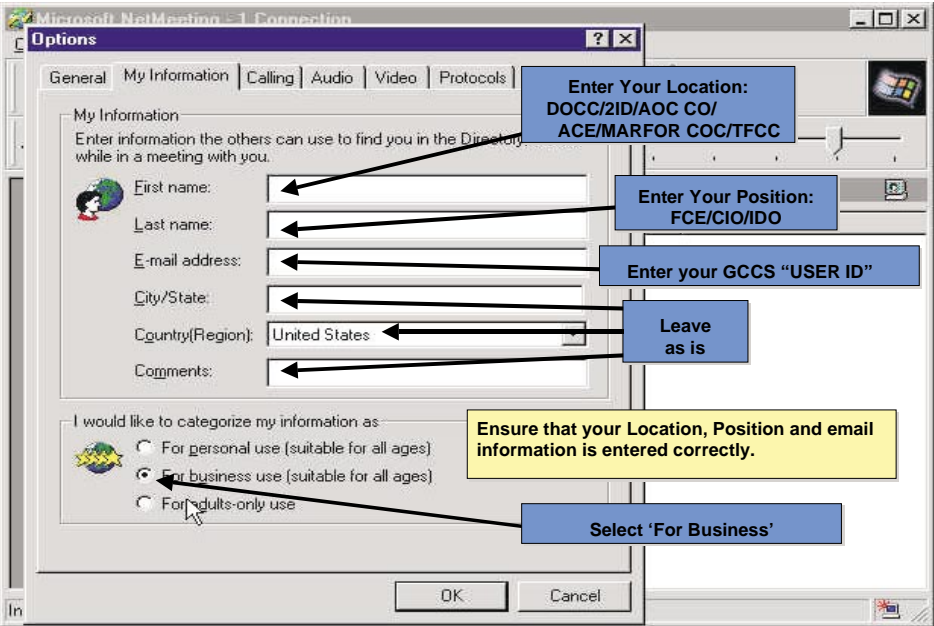 Microsoft NetMeeting - 1 Connection
Options
General My Information Calling Audio Video Protocols
Enter Your Location:
DOCC/2ID/AOC CO/
ACE/MARFOR COC/TFCC
My Information
Enter information the others can use to find you in the
while in a meeting with you.
First name:
Enter Your Position:
FCE/CIO/IDO
Last name:
E-mail address:
Enter your GCCS “USER ID”
City/State:
Country(Region): United States
Leave
as is
Comments:
I would like to categorize my information as
For personal use (suitable for all ages)
For business use (suitable for all ages)
For adults-only use
Ensure that your Location, Position and email
information is entered correctly.
Select ‘For Business’
OK Cancel
In